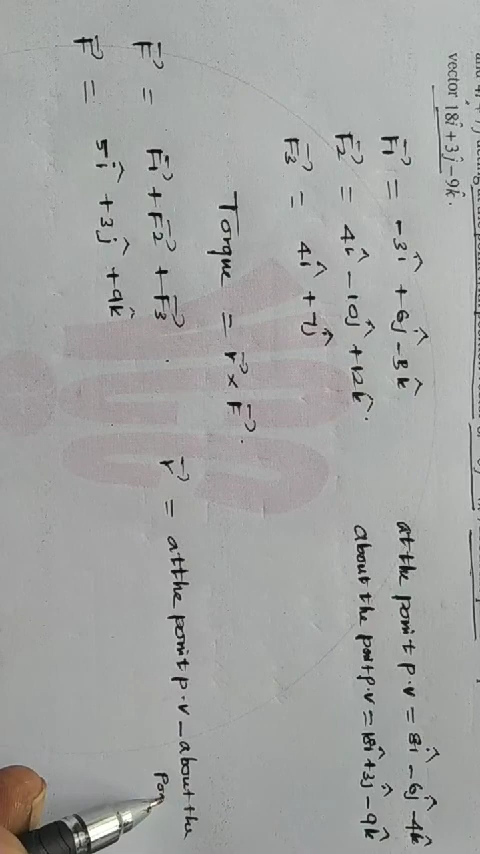 vector 18î + 3ĵ − 9k̂.
F⃗1 = −3î + 6ĵ − 3k̂
at the point p.v = 8î − 6ĵ − 4k̂
F⃗2 = 4î − 10ĵ + 12k̂.
about the point p.v = 18î + 3ĵ − 9k̂
F⃗3 = 4î + 7ĵ
Torque = r⃗ × F⃗.
r⃗ = at the point p.v − about the
Poin
F⃗ = F⃗1 + F⃗2 + F⃗3.
F⃗ = 5î + 3ĵ + 9k̂